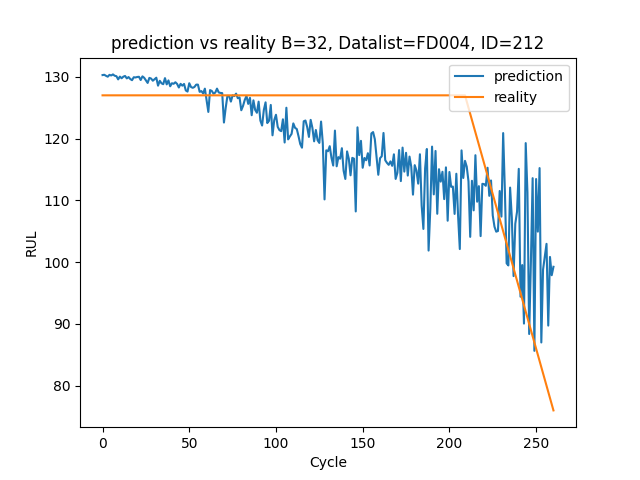 prediction vs reality B=32, Datalist=FD004, ID=212
prediction
reality
130
120
110
100
90
80
RUL
0 50 100 150 200 250
Cycle